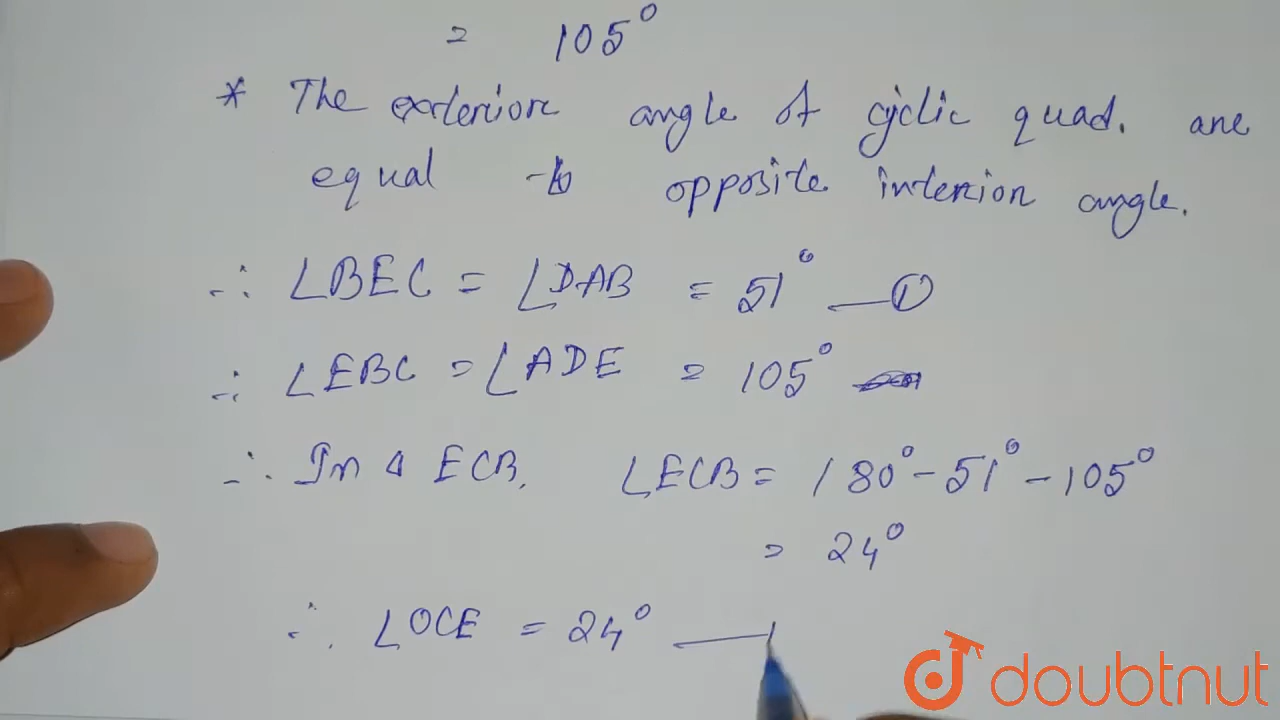 = 105°
* The exterior angle of cyclic quad. are
equal to opposite interior angle.
∴ ∠BEC = ∠DAB = 51° —①
∴ ∠EBC = ∠ADE = 105°
∴ In Δ ECB, ∠ECB = 180° - 51° - 105°
= 24°
∴ ∠OCE = 24° —
doubtnut